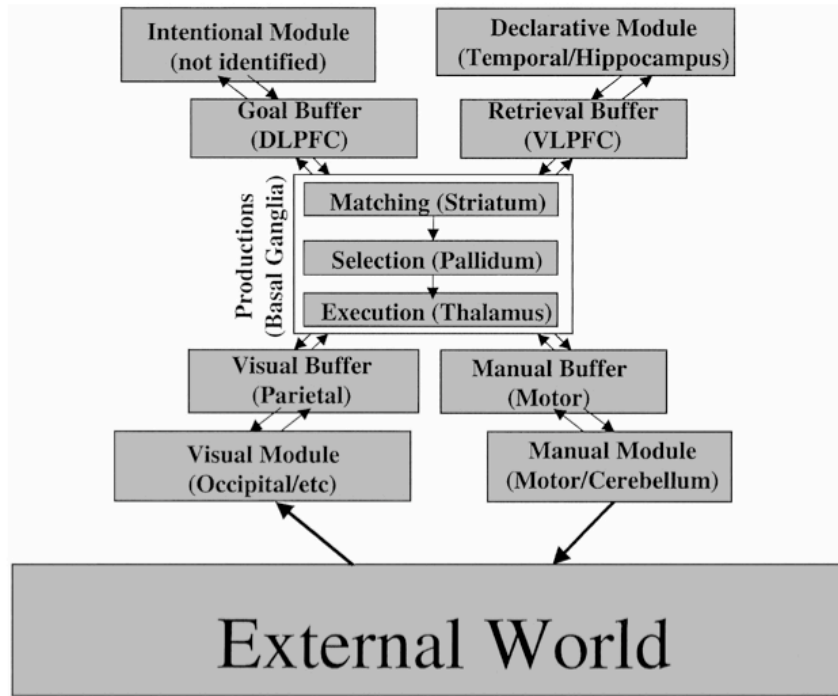 Intentional Module
(not identified)
Declarative Module
(Temporal/Hippocampus)
Goal Buffer
(DLPFC)
Retrieval Buffer
(VLPFC)
Productions
(Basal Ganglia)
Matching (Striatum)
Selection (Pallidum)
Execution (Thalamus)
Visual Buffer
(Parietal)
Manual Buffer
(Motor)
Visual Module
(Occipital/etc)
Manual Module
(Motor/Cerebellum)
External World